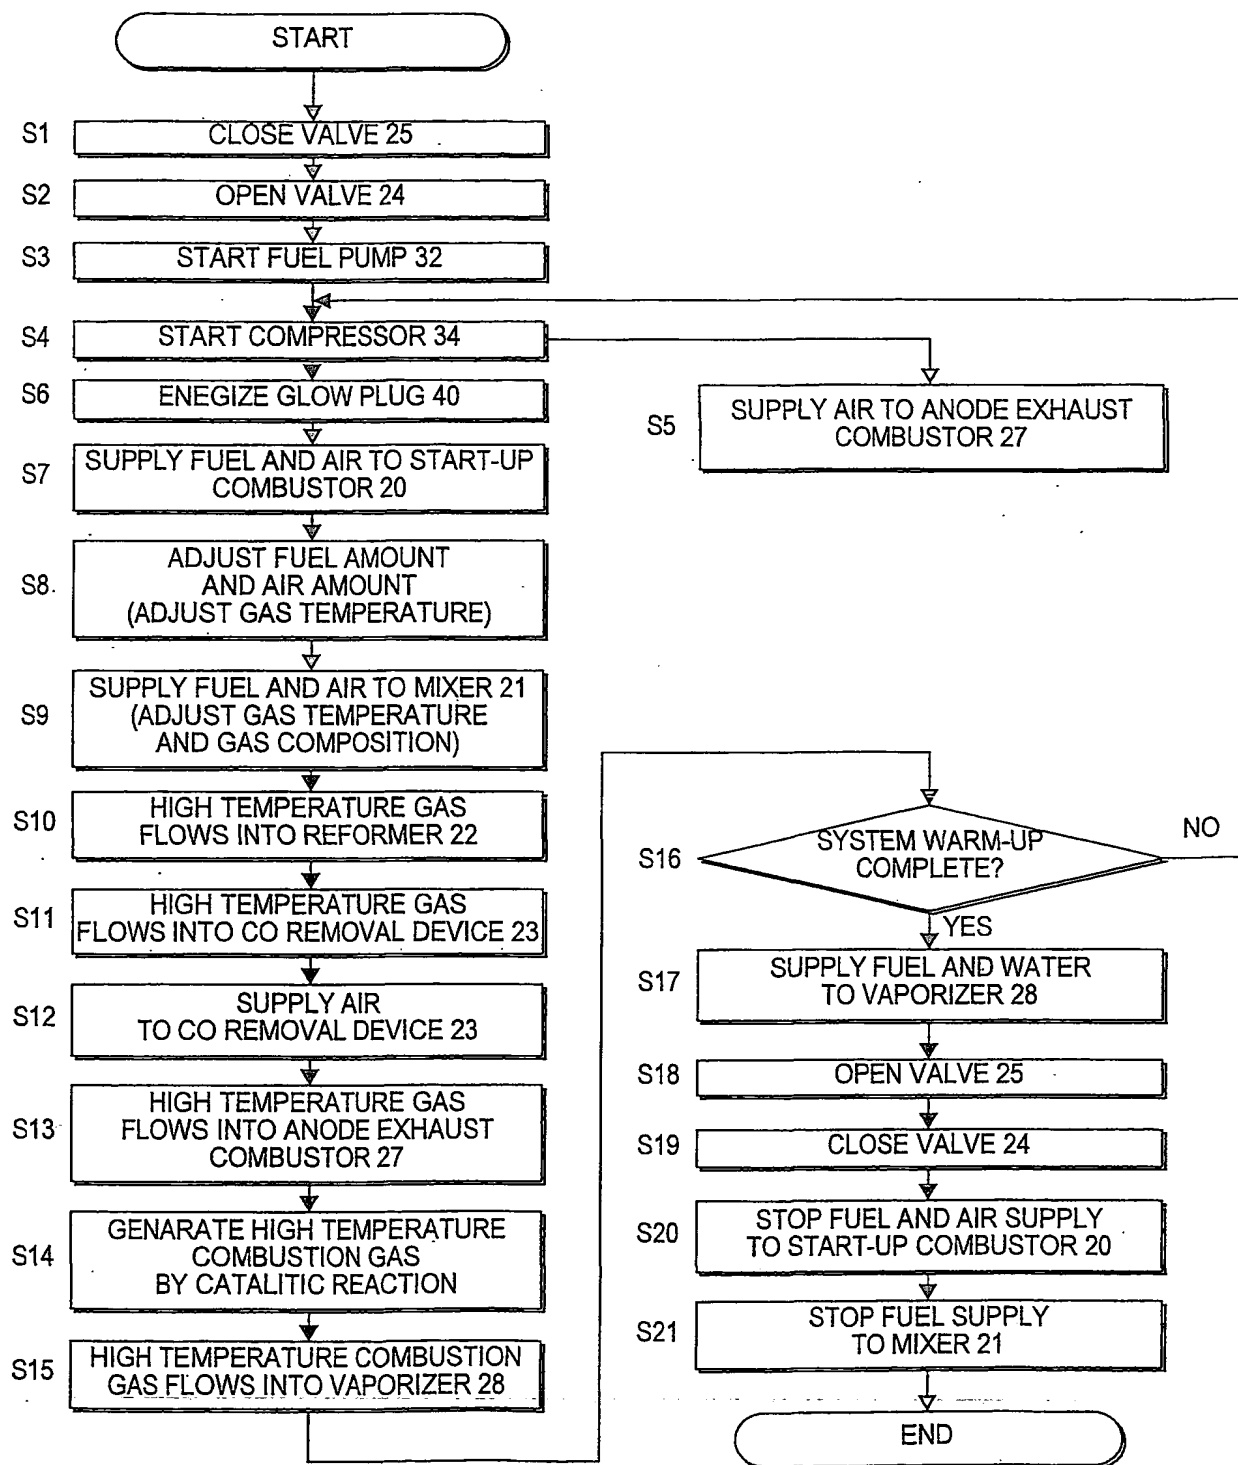 START
S1
CLOSE VALVE 25
S2
OPEN VALVE 24
S3
START FUEL PUMP 32
S4
START COMPRESSOR 34
S6
ENEGIZE GLOW PLUG 40
S5
SUPPLY AIR TO ANODE EXHAUST
COMBUSTOR 27
S7
SUPPLY FUEL AND AIR TO START-UP
COMBUSTOR 20
S8
ADJUST FUEL AMOUNT
AND AIR AMOUNT
(ADJUST GAS TEMPERATURE)
S9
SUPPLY FUEL AND AIR TO MIXER 21
(ADJUST GAS TEMPERATURE
AND GAS COMPOSITION)
S10
HIGH TEMPERATURE GAS
FLOWS INTO REFORMER 22
S11
HIGH TEMPERATURE GAS
FLOWS INTO CO REMOVAL DEVICE 23
S12
SUPPLY AIR
TO CO REMOVAL DEVICE 23
S13
HIGH TEMPERATURE GAS
FLOWS INTO ANODE EXHAUST
COMBUSTOR 27
S14
GENARATE HIGH TEMPERATURE
COMBUSTION GAS
BY CATALITIC REACTION
S15
HIGH TEMPERATURE COMBUSTION
GAS FLOWS INTO VAPORIZER 28
S16
SYSTEM WARM-UP
COMPLETE?
NO
YES
S17
SUPPLY FUEL AND WATER
TO VAPORIZER 28
S18
OPEN VALVE 25
S19
CLOSE VALVE 24
S20
STOP FUEL AND AIR SUPPLY
TO START-UP COMBUSTOR 20
S21
STOP FUEL SUPPLY
TO MIXER 21
END